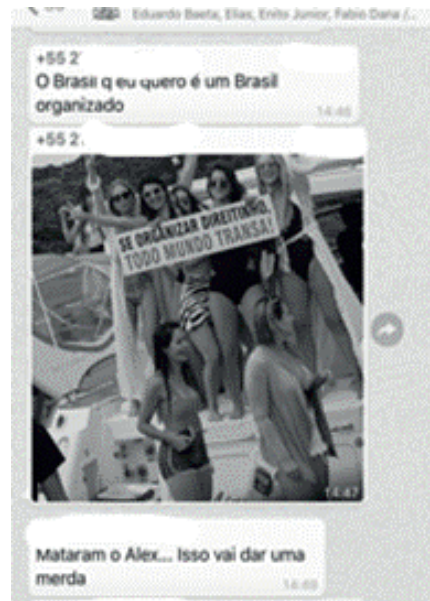 Eduardo Baeta, Elias, Enito Junior, Fabio Dana /..
+55 2
O Brasil q eu quero é um Brasil
organizado
14:46
+55 2.
SE ORGANIZAR DIREITINHO,
TODO MUNDO TRANSA!
14:47
Mataram o Alex... Isso vai dar uma
merda
14:48